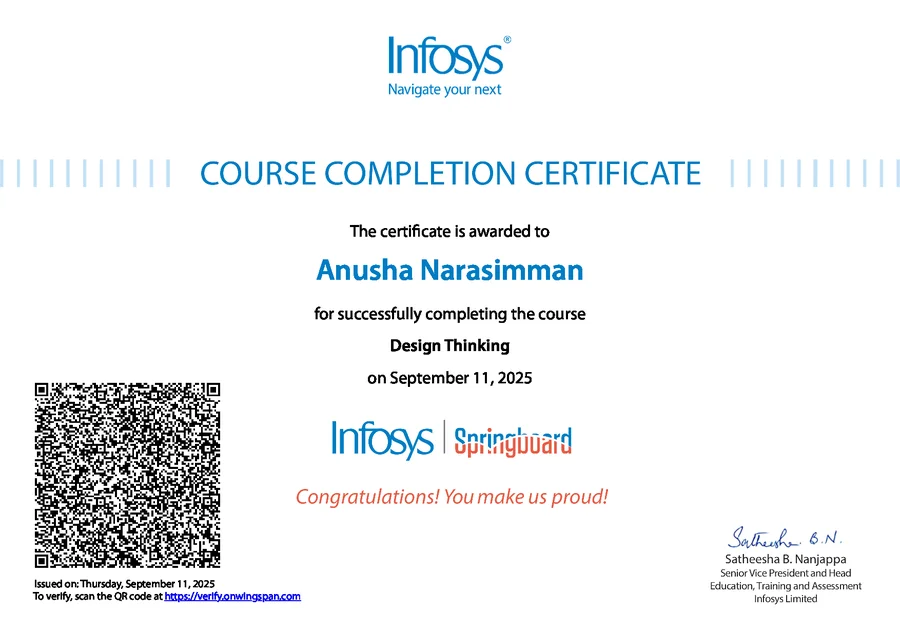 Infosys®
Navigate your next
COURSE COMPLETION CERTIFICATE
The certificate is awarded to
Anusha Narasimman
for successfully completing the course
Design Thinking
on September 11, 2025
Infosys | Springboard
Congratulations! You make us proud!
Issued on: Thursday, September 11, 2025
To verify, scan the QR code at https://verify.onwingspan.com
Satheesha B.N.
Satheesha B. Nanjappa
Senior Vice President and Head
Education, Training and Assessment
Infosys Limited